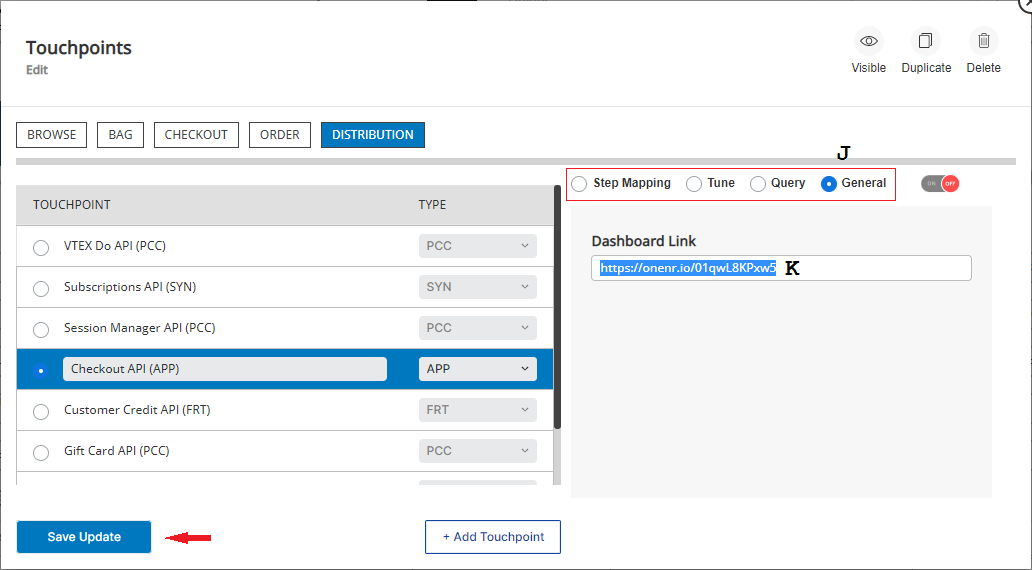 Touchpoints
Edit
Visible Duplicate Delete
BROWSE BAG CHECKOUT ORDER DISTRIBUTION
J
Step Mapping Tune Query General ON OFF
TOUCHPOINT TYPE
VTEX Do API (PCC) PCC
Subscriptions API (SYN) SYN
Session Manager API (PCC) PCC
Checkout API (APP) APP
Customer Credit API (FRT) FRT
Gift Card API (PCC) PCC
Dashboard Link
https://onenr.io/01qwL8KPxw5 K
Save Update + Add Touchpoint